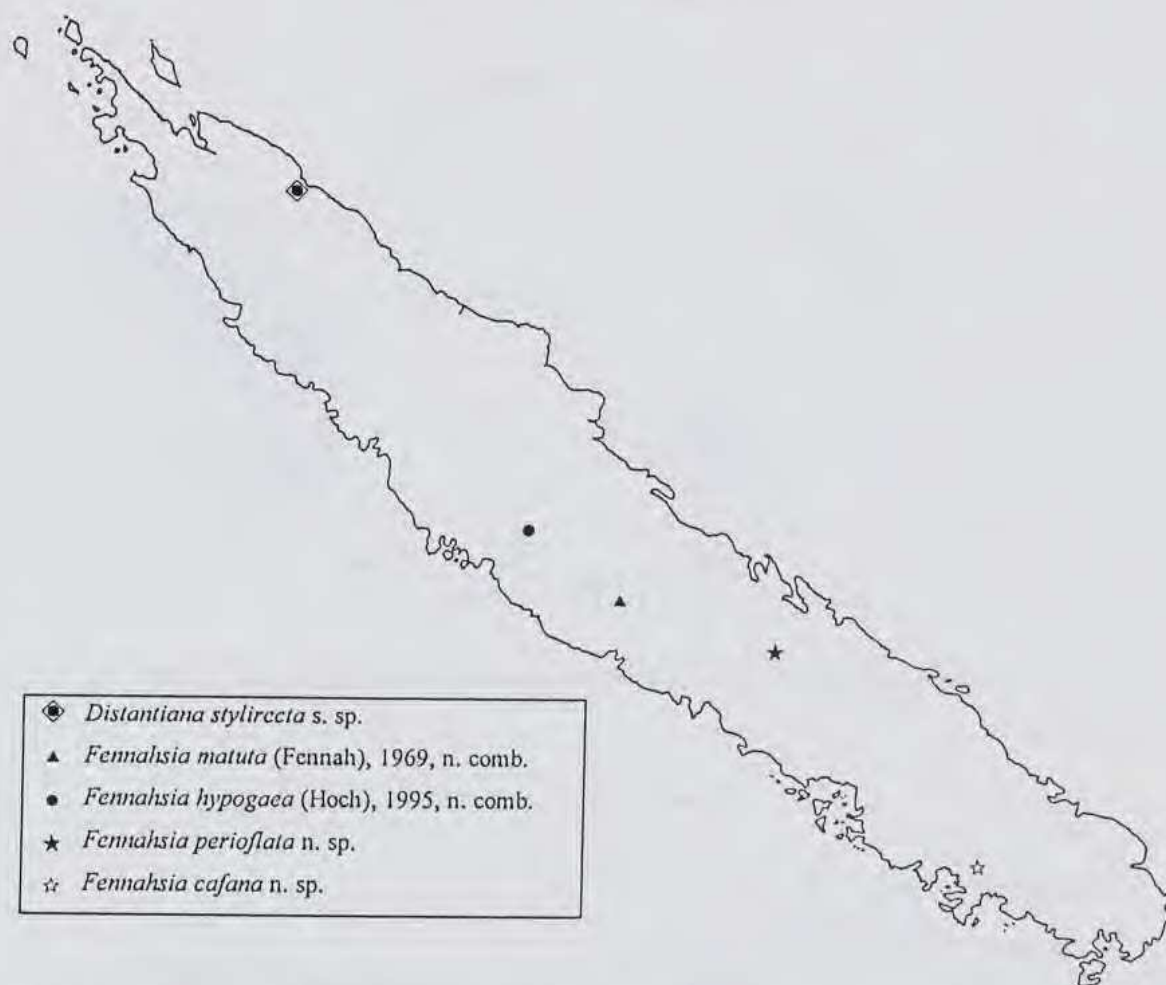 Distantiana stylirecta s. sp.
Fennahsia matuta (Fennah), 1969, n. comb.
Fennahsia hypogaea (Hoch), 1995, n. comb.
Fennahsia perioflata n. sp.
Fennahsia cafana n. sp.